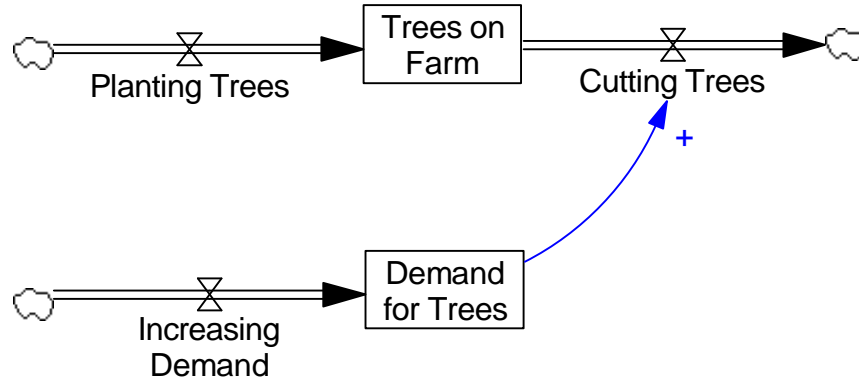 Trees on
Farm
Planting Trees
Cutting Trees
+
Demand
for Trees
Increasing
Demand